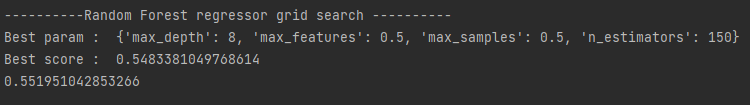 ----------Random Forest regressor grid search ----------
Best param :  {'max_depth': 8, 'max_features': 0.5, 'max_samples': 0.5, 'n_estimators': 150}
Best score :  0.5483381049768614
0.551951042853266